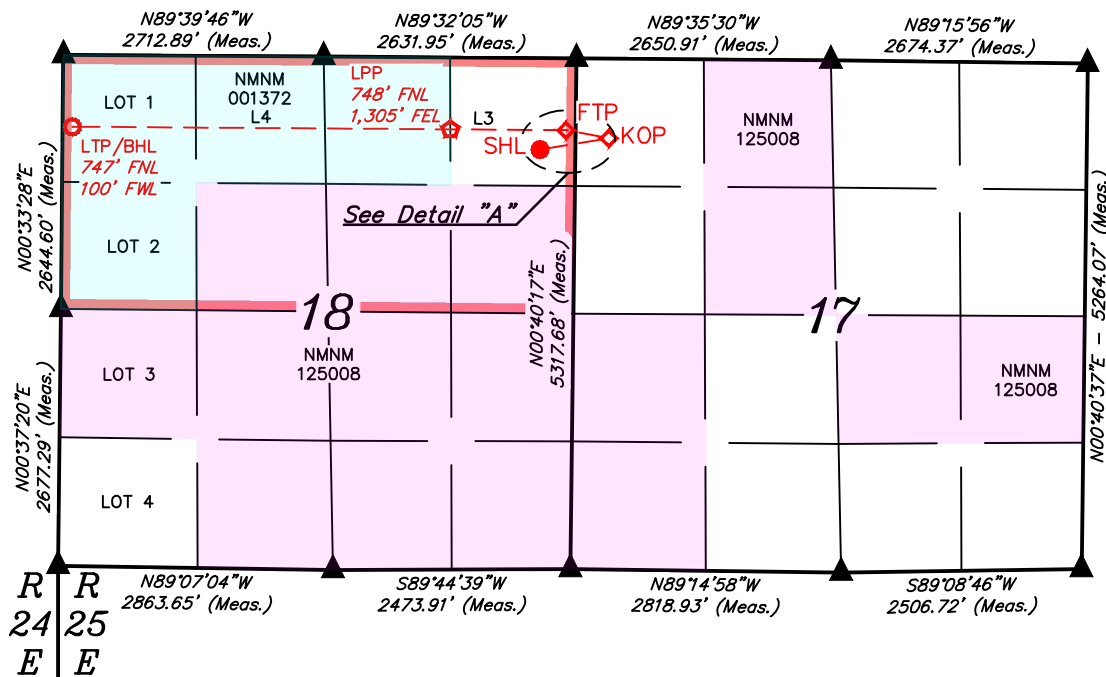 N89°39'46"W
2712.89' (Meas.)
N89°32'05"W
2631.95' (Meas.)
N89°35'30"W
2650.91' (Meas.)
N89°15'56"W
2674.37' (Meas.)
LOT 1
NMNM
001372
L4
LPP
748' FNL
1,305' FEL
L3
FTP
KOP
SHL
NMNM
125008
LTP/BHL
747' FNL
100' FWL
See Detail "A"
LOT 2
N00°33'28"E
2644.60' (Meas.)
N00°40'17"E
5317.68' (Meas.)
N00°40'37"E - 5264.07' (Meas.)
18
17
NMNM
125008
LOT 3
NMNM
125008
N00°37'20"E
2677.29' (Meas.)
LOT 4
N89°07'04"W
2863.65' (Meas.)
S89°44'39"W
2473.91' (Meas.)
N89°14'58"W
2818.93' (Meas.)
S89°08'46"W
2506.72' (Meas.)
R R
24 25
E E